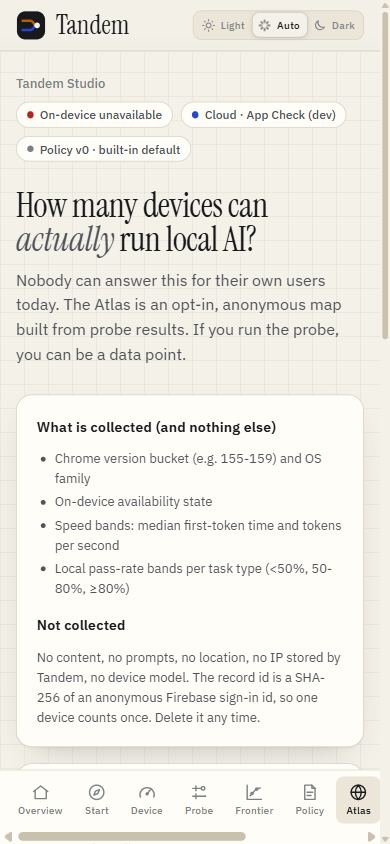 Tandem
Light Auto Dark
Tandem Studio
On-device unavailable
Cloud · App Check (dev)
Policy v0 · built-in default
How many devices can
actually run local AI?
Nobody can answer this for their own users
today. The Atlas is an opt-in, anonymous map
built from probe results. If you run the probe,
you can be a data point.
What is collected (and nothing else)
• Chrome version bucket (e.g. 155-159) and OS
family
• On-device availability state
• Speed bands: median first-token time and tokens
per second
• Local pass-rate bands per task type (<50%, 50-
80%, ≥80%)
Not collected
No content, no prompts, no location, no IP stored by
Tandem, no device model. The record id is a SHA-
256 of an anonymous Firebase sign-in id, so one
device counts once. Delete it any time.
Overview Start Device Probe Frontier Policy Atlas